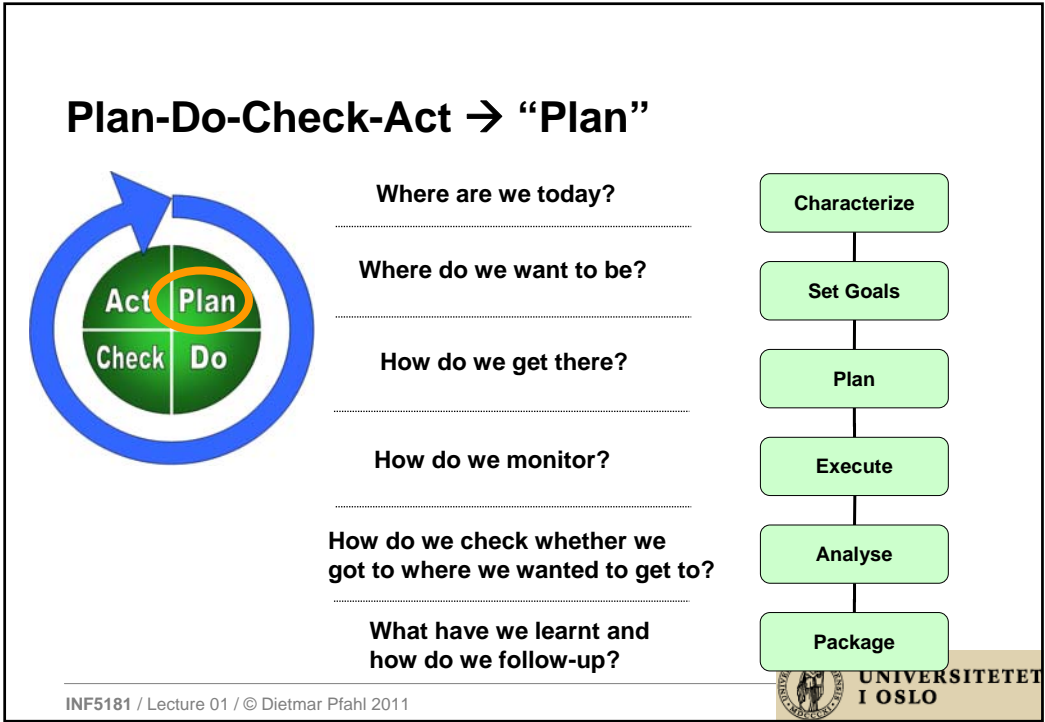 Plan-Do-Check-Act → “Plan”
Act Plan
Check Do
Where are we today?
Characterize
Where do we want to be?
Set Goals
How do we get there?
Plan
How do we monitor?
Execute
How do we check whether we
got to where we wanted to get to?
Analyse
What have we learnt and
how do we follow-up?
Package
INF5181 / Lecture 01 / © Dietmar Pfahl 2011
UNIVERSITETET
I OSLO